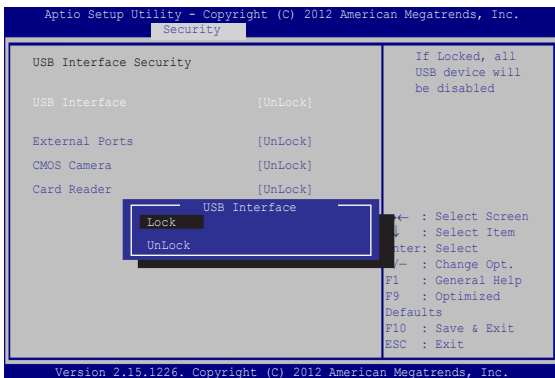 Aptio Setup Utility - Copyright (C) 2012 American Megatrends, Inc.
Security
USB Interface Security
USB Interface [UnLock]
External Ports [UnLock]
CMOS Camera [UnLock]
Card Reader [UnLock]
USB Interface
Lock
UnLock
If Locked, all
USB device will
be disabled
→← : Select Screen
↓ : Select Item
nter: Select
/— : Change Opt.
F1 : General Help
F9 : Optimized
Defaults
F10 : Save & Exit
ESC : Exit
Version 2.15.1226. Copyright (C) 2012 American Megatrends, Inc.